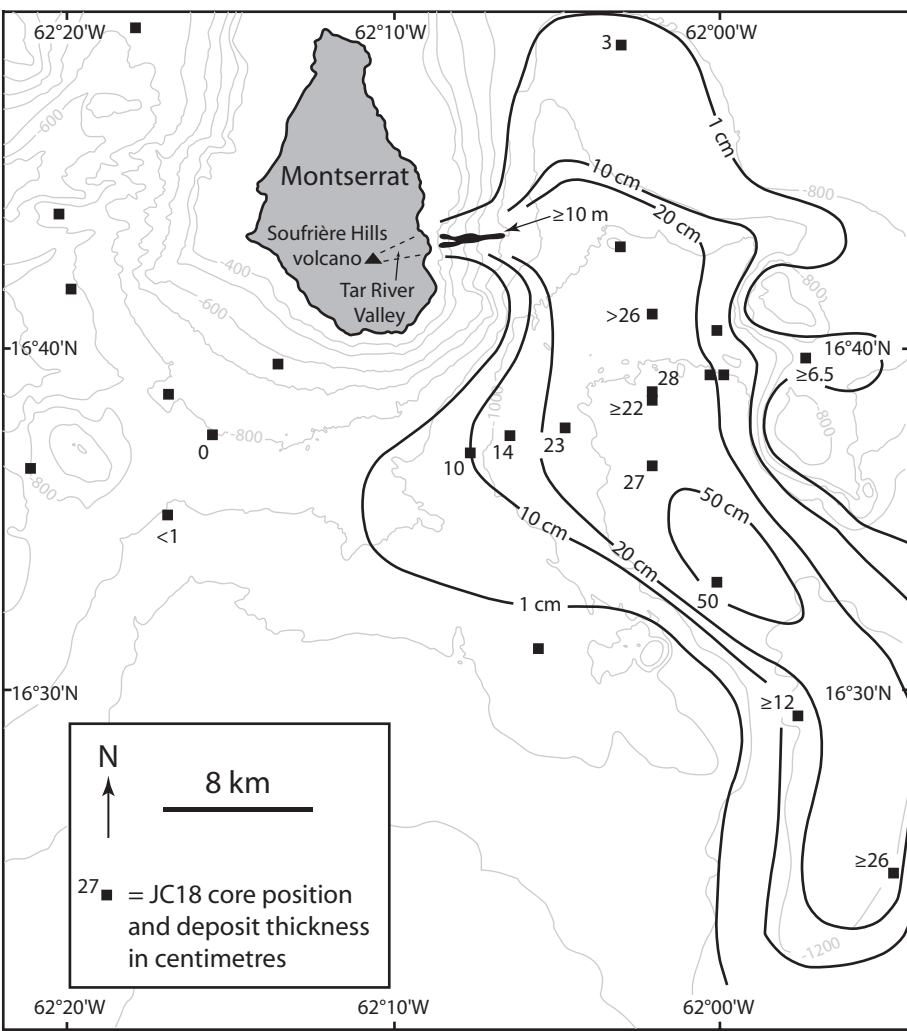 62°20'W
62°10'W
62°00'W
3
-600
1 cm
Montserrat
10 cm
-800
≥10 m
20 cm
Soufrière Hills
volcano
-400
Tar River
Valley
-800
-600
>26
16°40'N
16°40'N
28
≥6.5
-1000
≥22
800
-800
0
10
14
23
27
-800
50 cm
<1
10 cm
20 cm
50
1 cm
16°30'N
16°30'N
≥12
N
8 km
≥26
27
= JC18 core position
and deposit thickness
in centimetres
-1200
62°20'W
62°10'W
62°00'W